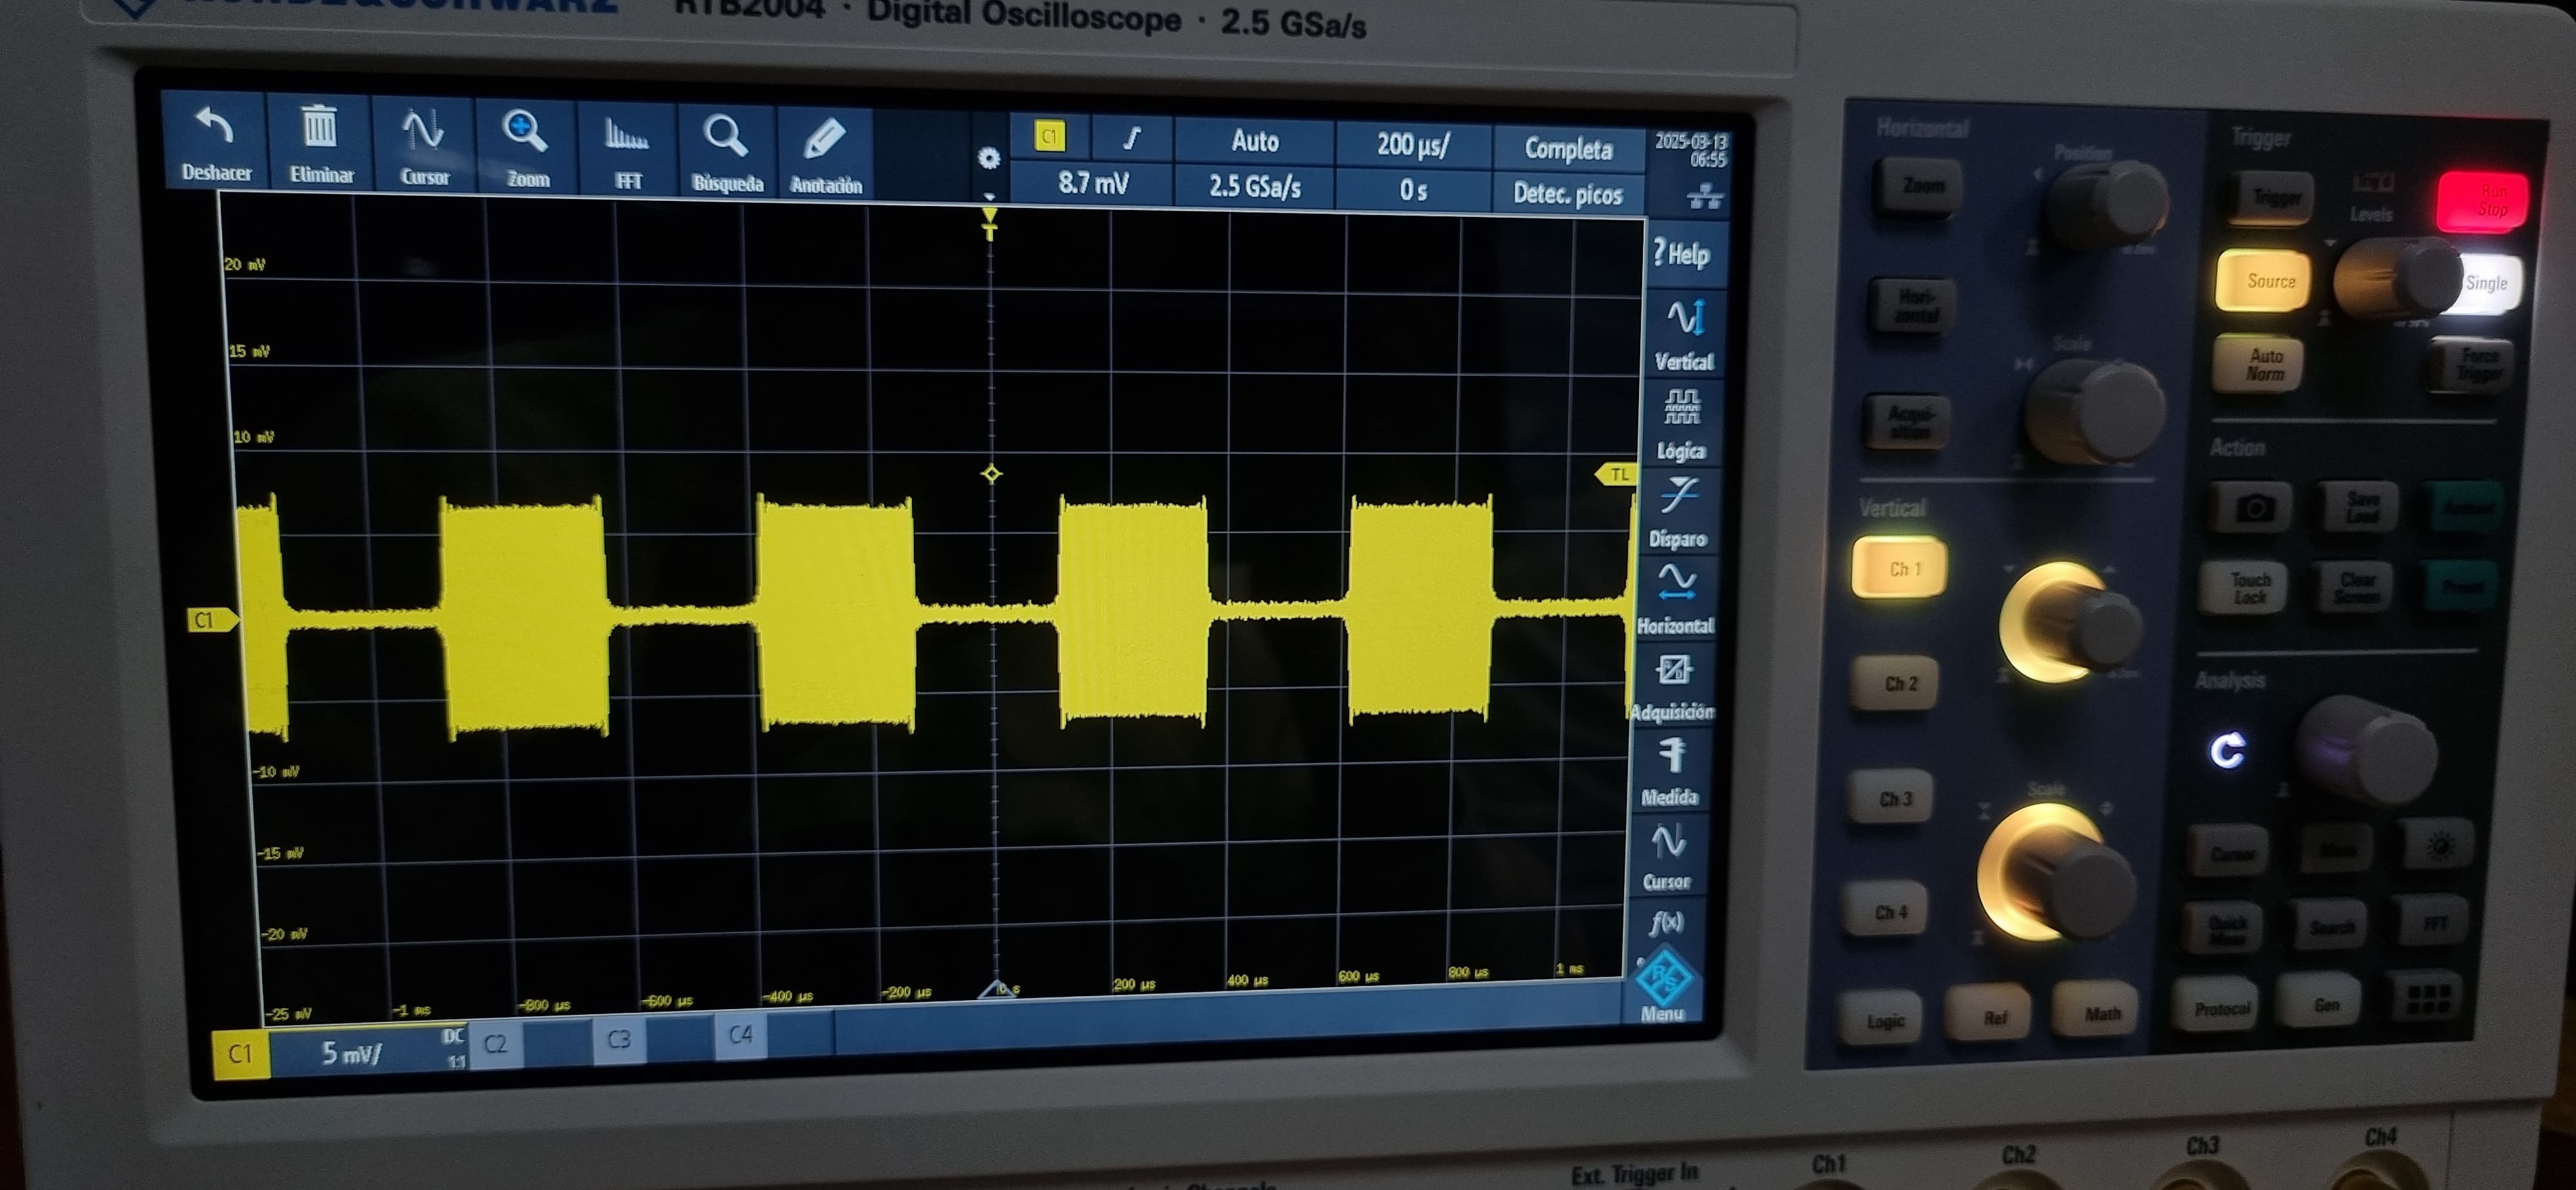 RTB2004 · Digital Oscilloscope · 2.5 GSa/s
Deshacer
Eliminar
Cursor
Zoom
FFT
Búsqueda
Anotación
C1
Auto
200 µs/
Completa
8.7 mV
2.5 GSa/s
0 s
Detec. picos
2025-03-13
06:55
T
20 mV
15 mV
10 mV
-10 mV
-15 mV
-20 mV
-25 mV
C1
TL
-1 ms
-800 µs
-600 µs
-400 µs
-200 µs
0 s
200 µs
400 µs
600 µs
800 µs
1 ms
? Help
Vertical
Lógica
Disparo
Horizontal
Adquisición
Medida
Cursor
f(x)
R/S
Menu
C1
5 mV/
DC
1:1
C2
C3
C4
Horizontal
Position
Zoom
Hori-
zontal
Scale
Acqui-
sition
Vertical
Ch 1
Ch 2
Ch 3
Scale
Ch 4
Logic
Ref
Math
Trigger
Trigger
Levels
Run
Stop
Source
Single
Auto
Norm
Force
Trigger
Action
Save
Load
Touch
Lock
Clear
Screen
Preset
Analysis
Cursor
Quick
Meas
Search
FFT
Protocol
Gen
Ext. Trigger In
Ch1
Ch2
Ch3
Ch4